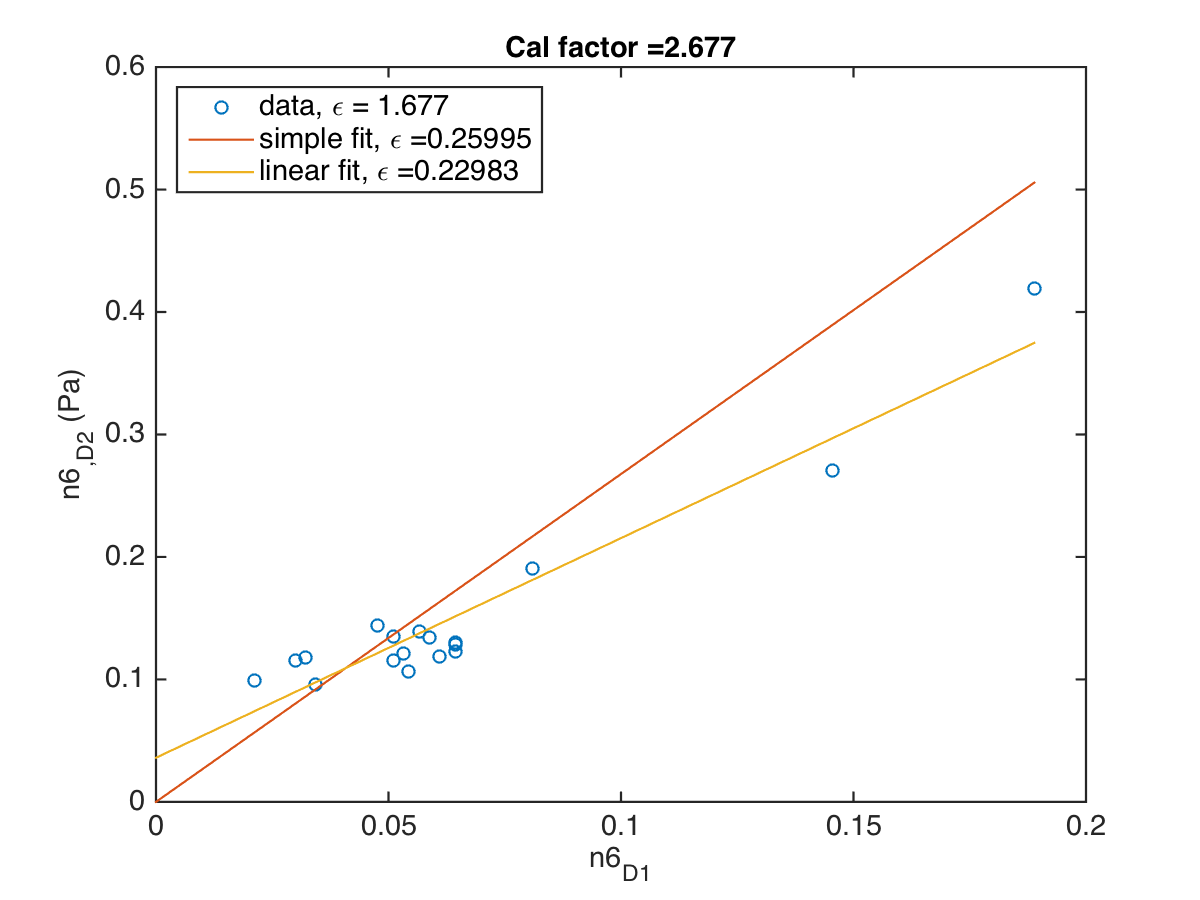 Cal factor =2.677
0.6
0.5
0.4
0.3
0.2
0.1
0
data, ϵ = 1.677
simple fit, ϵ =0.25995
linear fit, ϵ =0.22983
n6,D2 (Pa)
0 0.05 0.1 0.15 0.2
n6D1